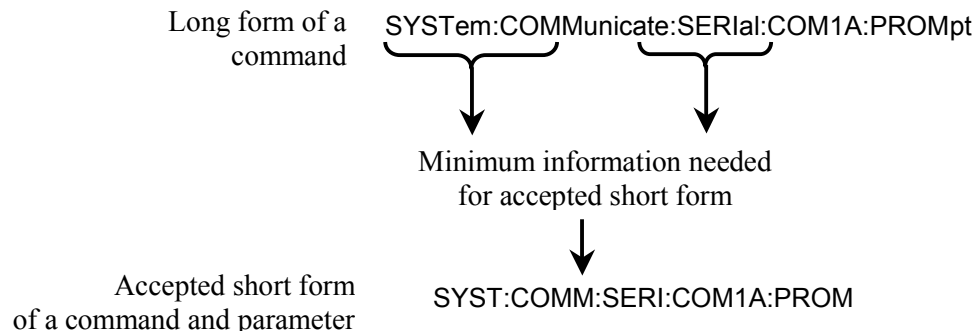 Long form of a
command
SYSTem:COMMunicate:SERIal:COM1A:PROMpt
Minimum information needed
for accepted short form
Accepted short form
of a command and parameter
SYST:COMM:SERI:COM1A:PROM